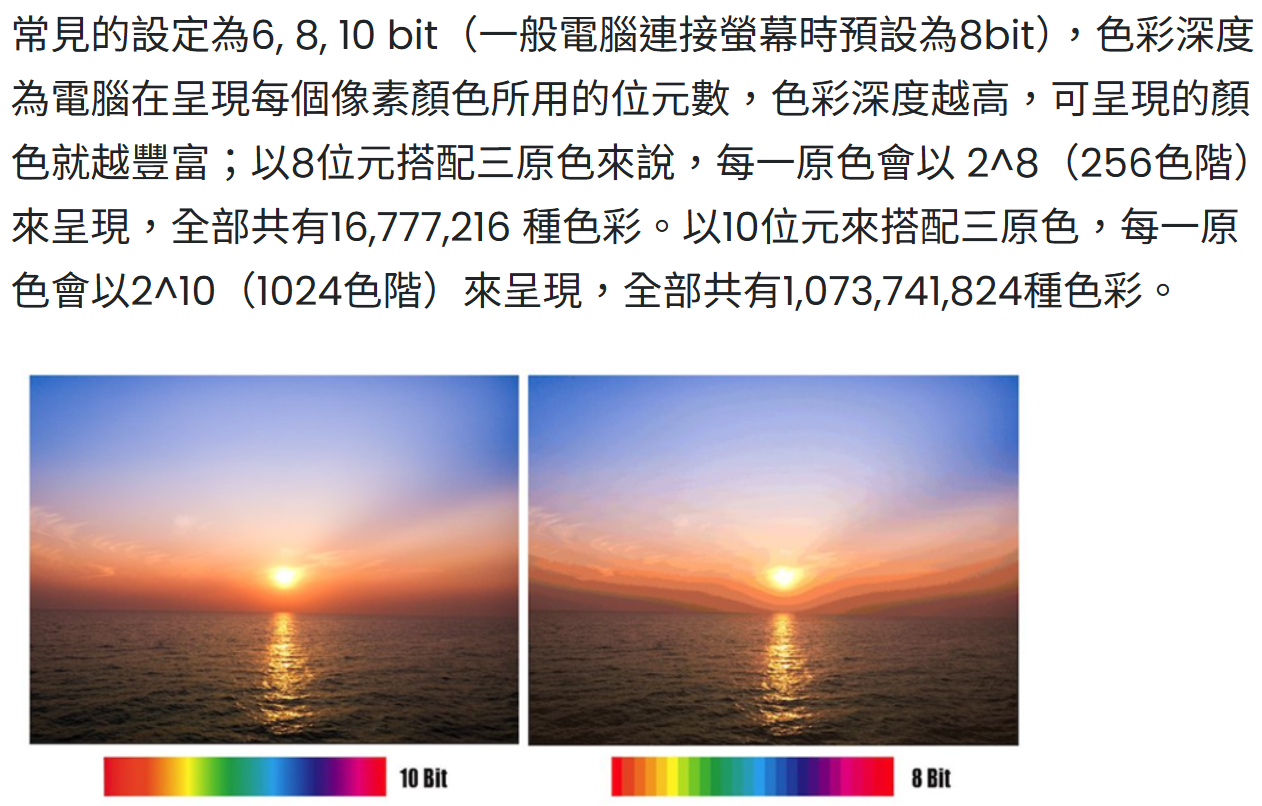 常見的設定為6, 8, 10 bit（一般電腦連接螢幕時預設為8bit），色彩深度
為電腦在呈現每個像素顏色所用的位元數，色彩深度越高，可呈現的顏
色就越豐富；以8位元搭配三原色來說，每一原色會以 2^8（256色階）
來呈現，全部共有16,777,216 種色彩。以10位元來搭配三原色，每一原
色會以2^10（1024色階）來呈現，全部共有1,073,741,824種色彩。
10 Bit
8 Bit